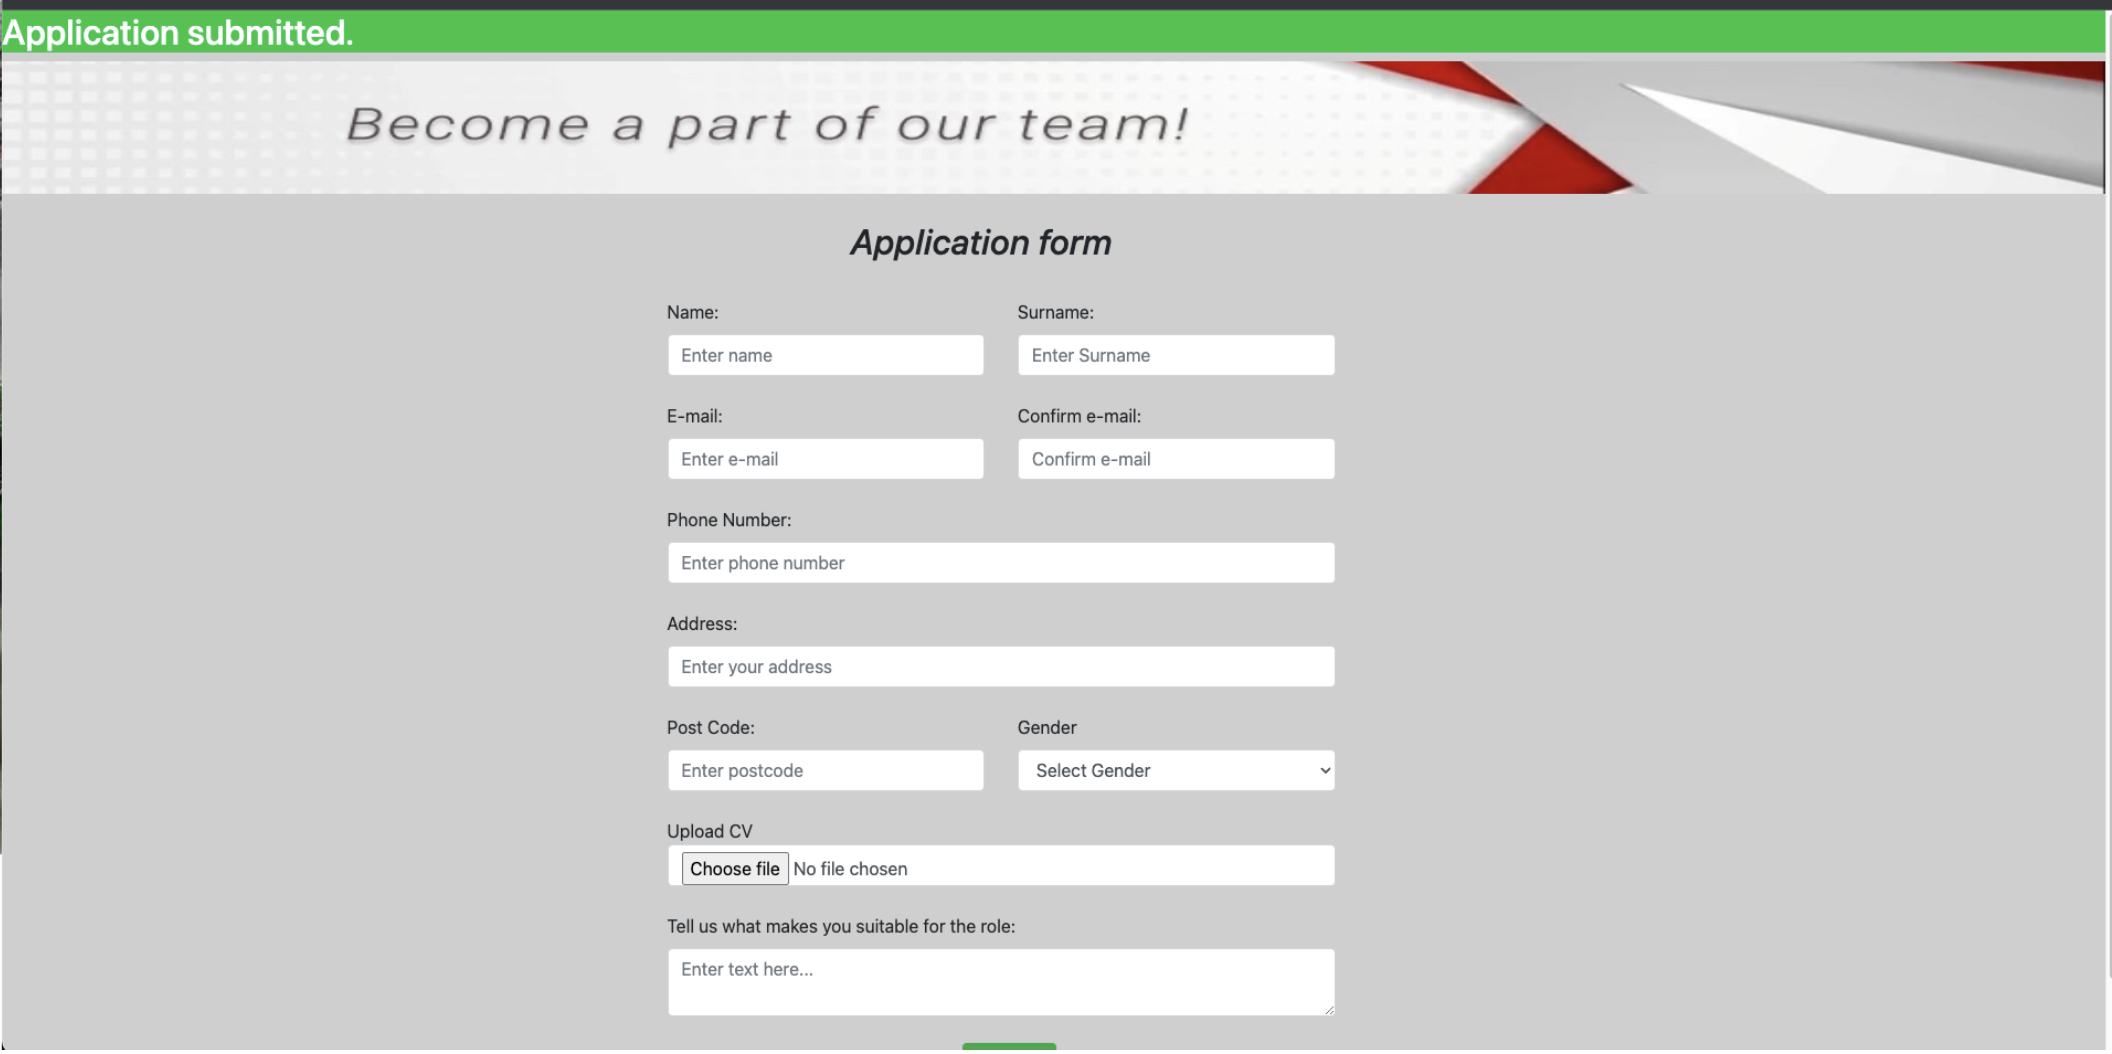 Application submitted.
Become a part of our team!
Application form
Name: Surname:
Enter name Enter Surname
E-mail: Confirm e-mail:
Enter e-mail Confirm e-mail
Phone Number:
Enter phone number
Address:
Enter your address
Post Code: Gender
Enter postcode Select Gender
Upload CV
Choose file No file chosen
Tell us what makes you suitable for the role:
Enter text here...